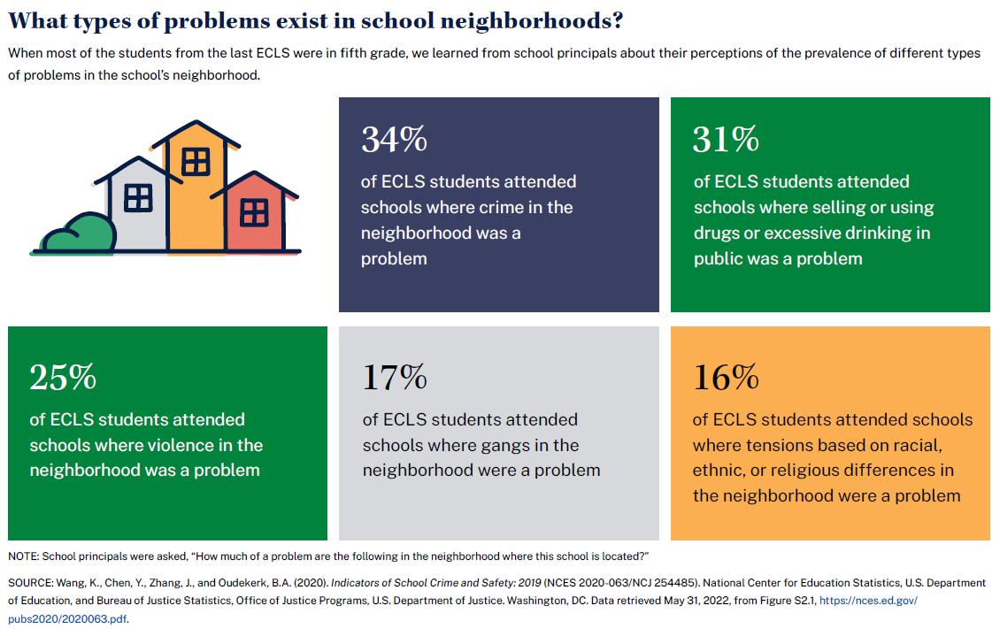 What types of problems exist in school neighborhoods?
When most of the students from the last ECLS were in fifth grade, we learned from school principals about their perceptions of the prevalence of different types
of problems in the school's neighborhood.
34%
of ECLS students attended
schools where crime in the
neighborhood was a
problem
31%
of ECLS students attended
schools where selling or using
drugs or excessive drinking in
public was a problem
25%
of ECLS students attended
schools where violence in the
neighborhood was a problem
17%
of ECLS students attended
schools where gangs in the
neighborhood were a problem
16%
of ECLS students attended schools
where tensions based on racial,
ethnic, or religious differences in
the neighborhood were a problem
NOTE: School principals were asked, “How much of a problem are the following in the neighborhood where this school is located?”
SOURCE: Wang, K., Chen, Y., Zhang, J., and Oudekerk, B.A. (2020). Indicators of School Crime and Safety: 2019 (NCES 2020-063/NCJ 254485). National Center for Education Statistics, U.S. Department
of Education, and Bureau of Justice Statistics, Office of Justice Programs, U.S. Department of Justice. Washington, DC. Data retrieved May 31, 2022, from Figure S2.1, https://nces.ed.gov/
pubs2020/2020063.pdf.